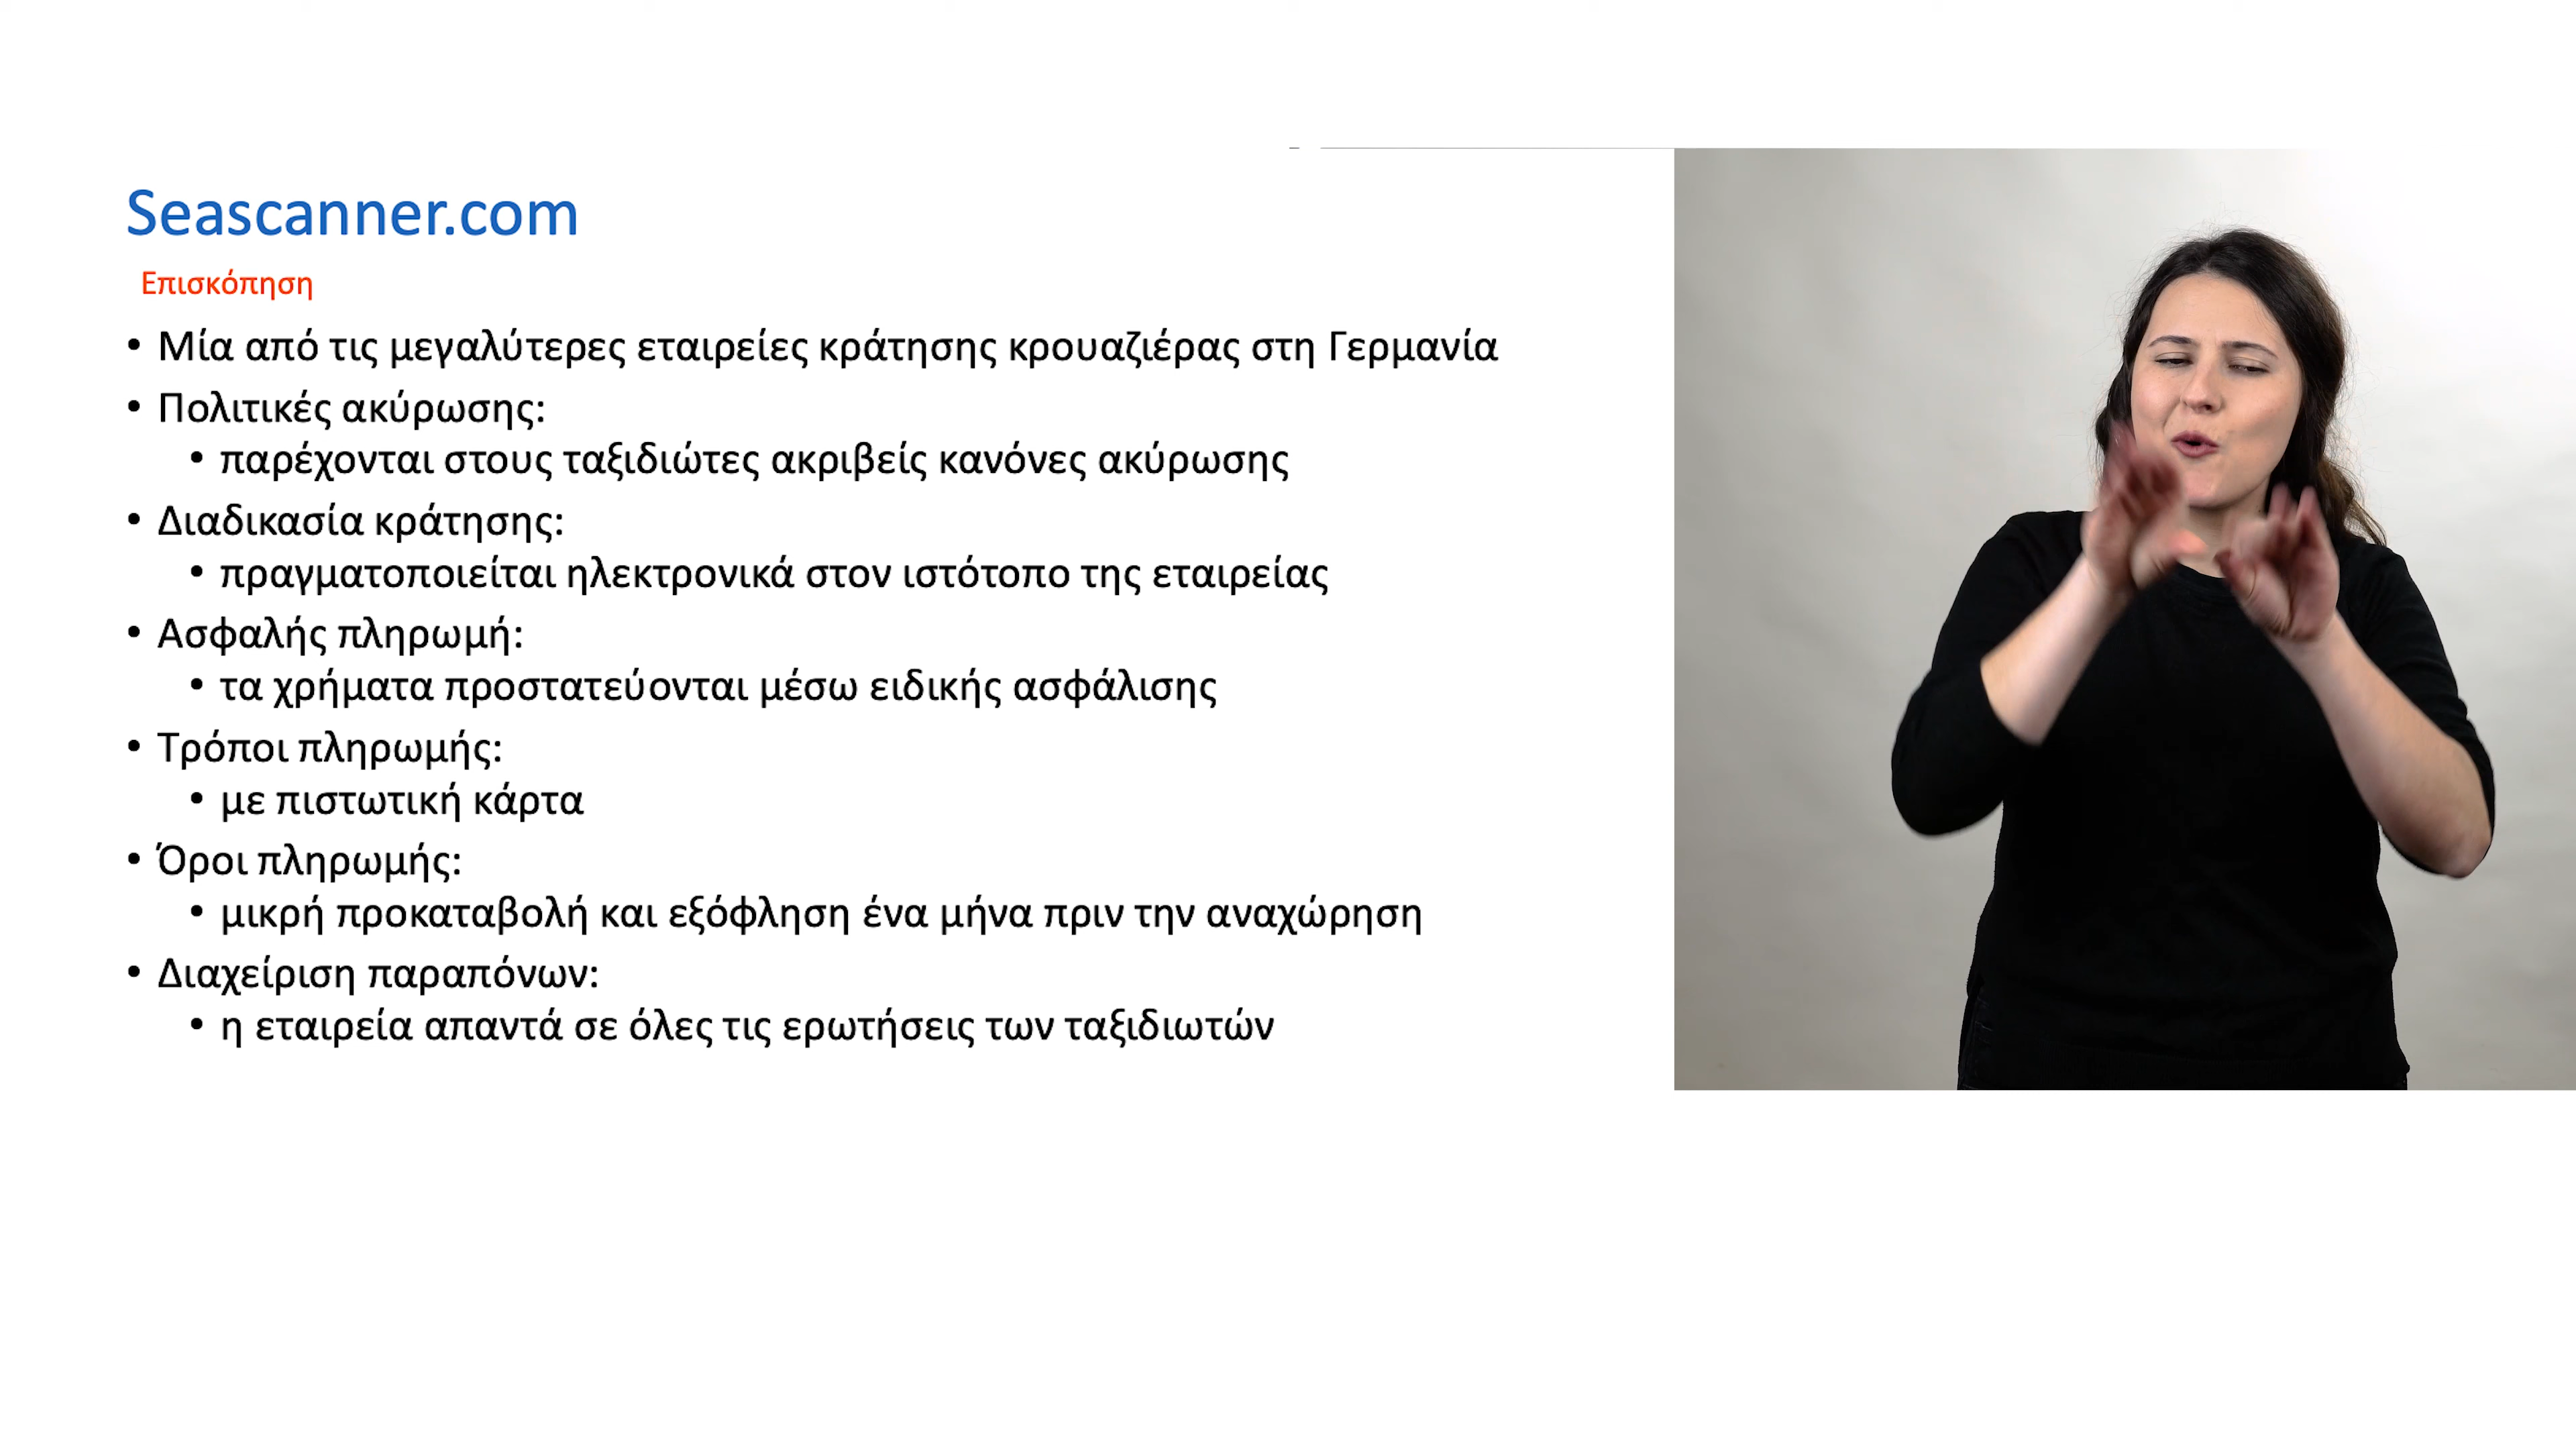 Seascanner.com
Επισκόπηση
• Μία από τις μεγαλύτερες εταιρείες κράτησης κρουαζιέρας στη Γερμανία
• Πολιτικές ακύρωσης:
• παρέχονται στους ταξιδιώτες ακριβείς κανόνες ακύρωσης
• Διαδικασία κράτησης:
• πραγματοποιείται ηλεκτρονικά στον ιστότοπο της εταιρείας
• Ασφαλής πληρωμή:
• τα χρήματα προστατεύονται μέσω ειδικής ασφάλισης
• Τρόποι πληρωμής:
• με πιστωτική κάρτα
• Όροι πληρωμής:
• μικρή προκαταβολή και εξόφληση ένα μήνα πριν την αναχώρηση
• Διαχείριση παραπόνων:
• η εταιρεία απαντά σε όλες τις ερωτήσεις των ταξιδιωτών